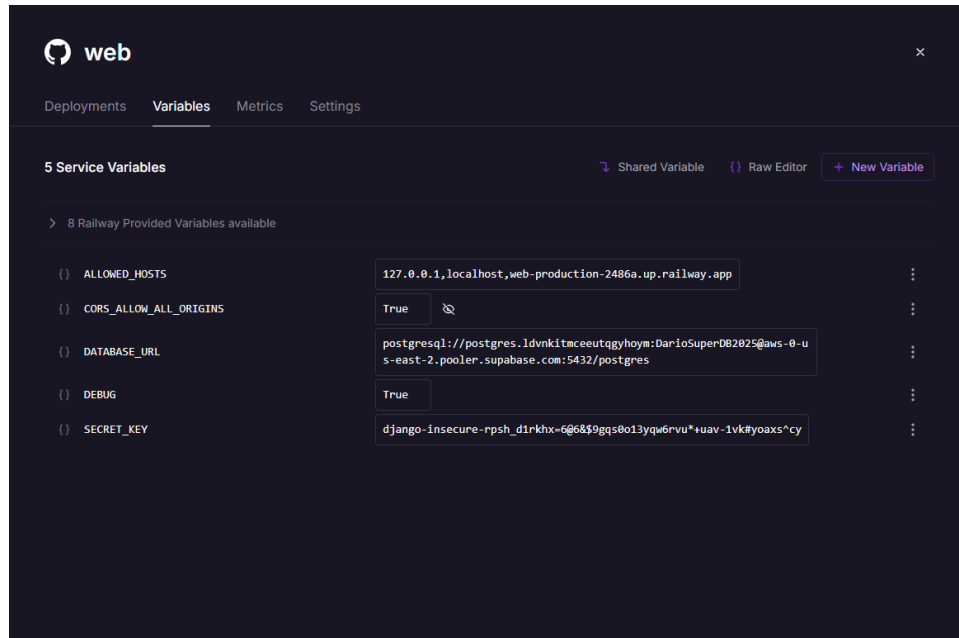 web
Deployments Variables Metrics Settings
5 Service Variables Shared Variable {} Raw Editor + New Variable
8 Railway Provided Variables available
{} ALLOWED_HOSTS 127.0.0.1,localhost,web-production-2486a.up.railway.app
{} CORS_ALLOW_ALL_ORIGINS True
{} DATABASE_URL postgresql://postgres.ldvnkitmceeutqgyhoym:DarioSuperDB2025@aws-0-u
s-east-2.pooler.supabase.com:5432/postgres
{} DEBUG True
{} SECRET_KEY django-insecure-rpsh_d1rkhx=6@6&$9gqs0o13yqw6rvu*+uav-1vk#yoaxs^cy